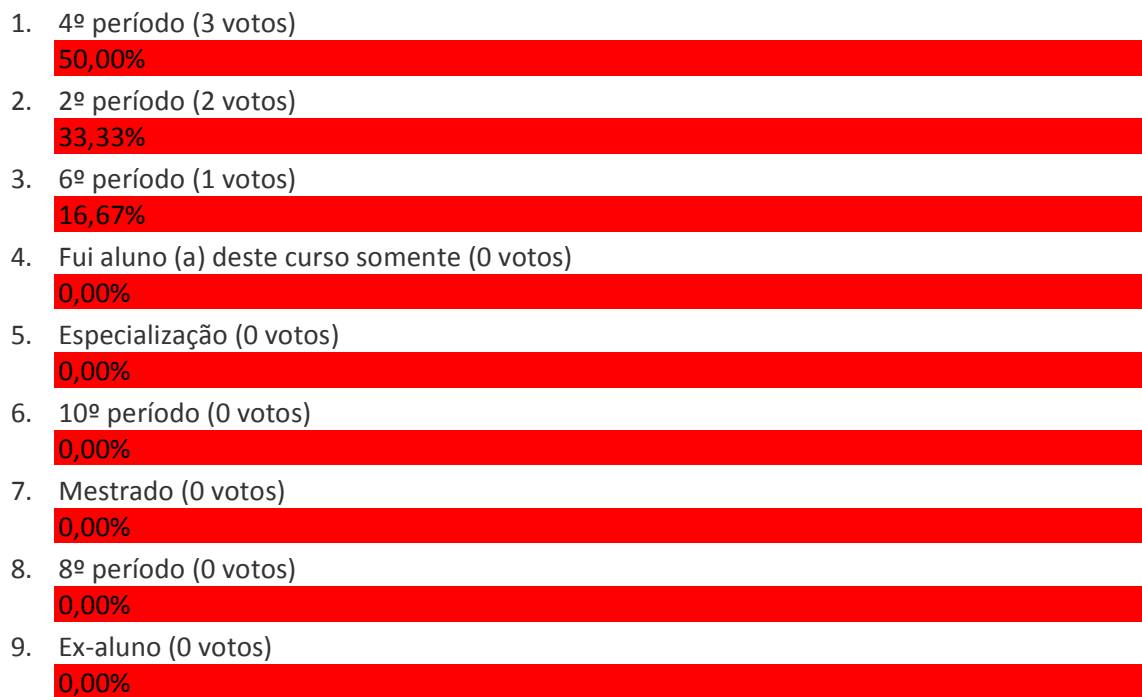 1. 4º período (3 votos)
50,00%
2. 2º período (2 votos)
33,33%
3. 6º período (1 votos)
16,67%
4. Fui aluno (a) deste curso somente (0 votos)
0,00%
5. Especialização (0 votos)
0,00%
6. 10º período (0 votos)
0,00%
7. Mestrado (0 votos)
0,00%
8. 8º período (0 votos)
0,00%
9. Ex-aluno (0 votos)
0,00%